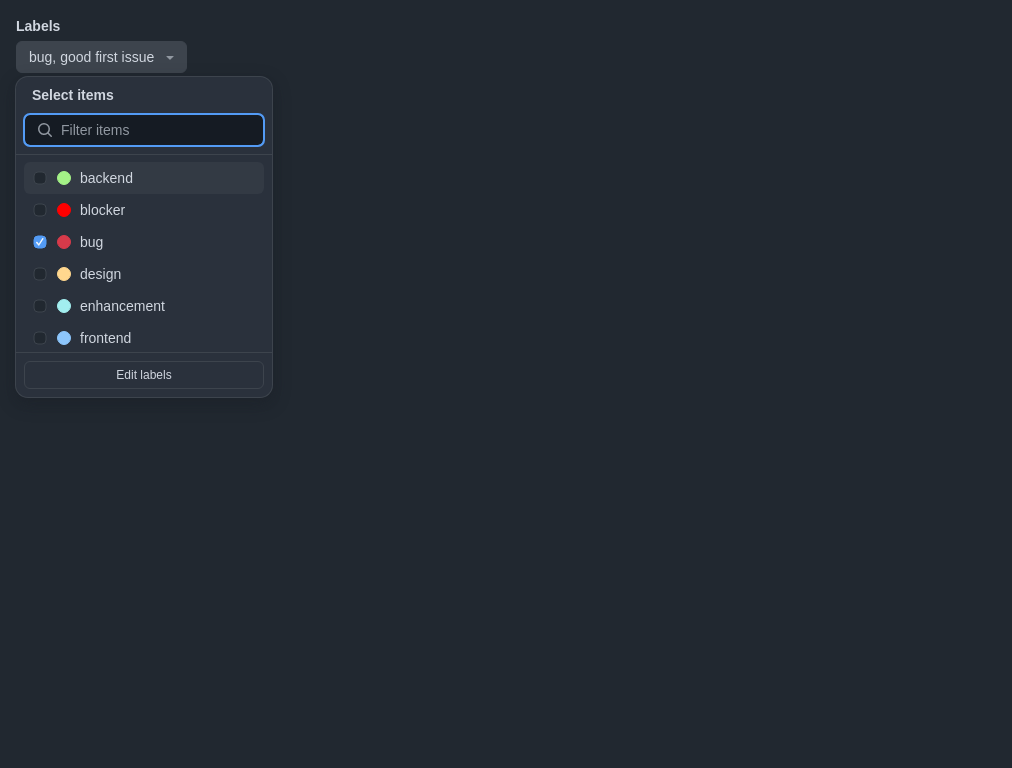 Labels
bug, good first issue
Select items
Filter items
backend
blocker
bug
design
enhancement
frontend
Edit labels